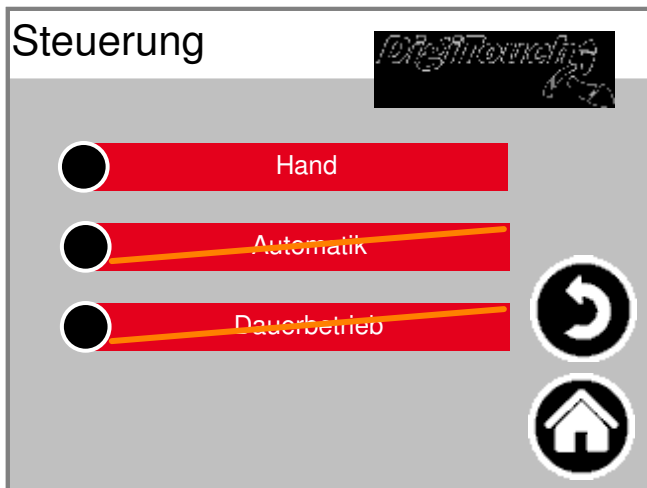 Steuerung
DigiTouch
Hand
Automatik
Dauerbetrieb